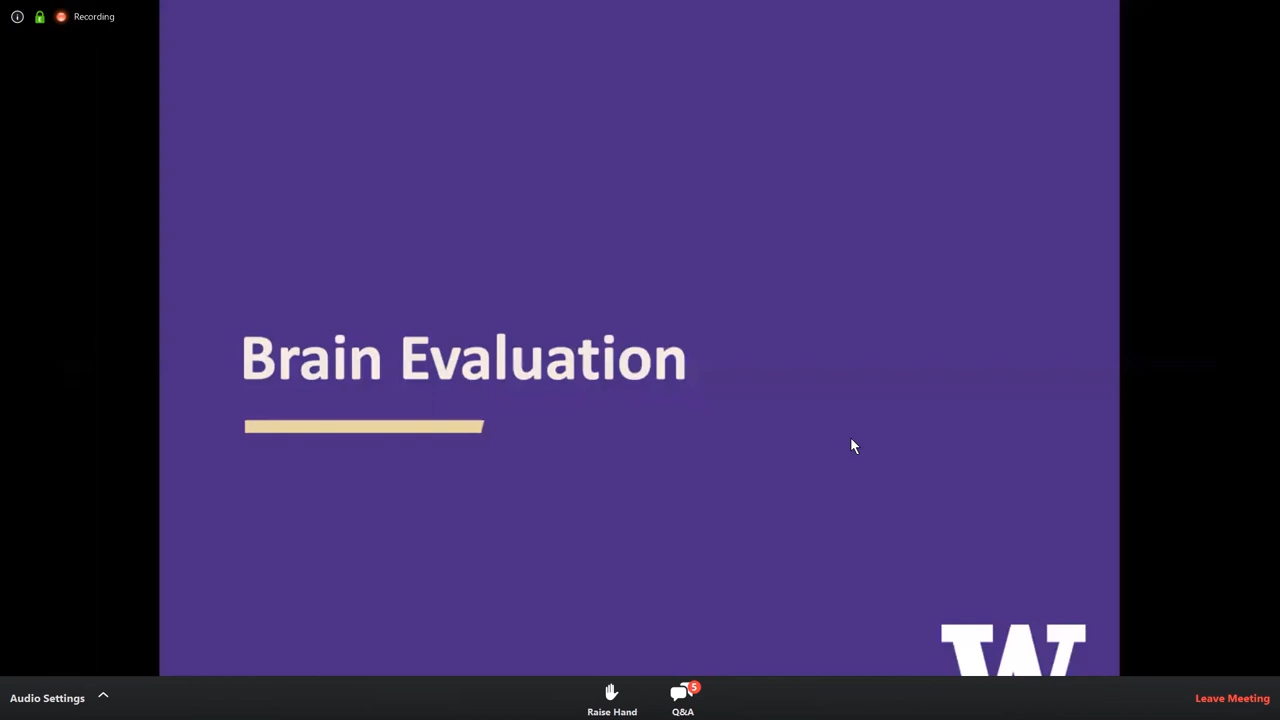 Recording
Brain Evaluation
W
Audio Settings
5
Raise Hand
Q&A
Leave Meeting